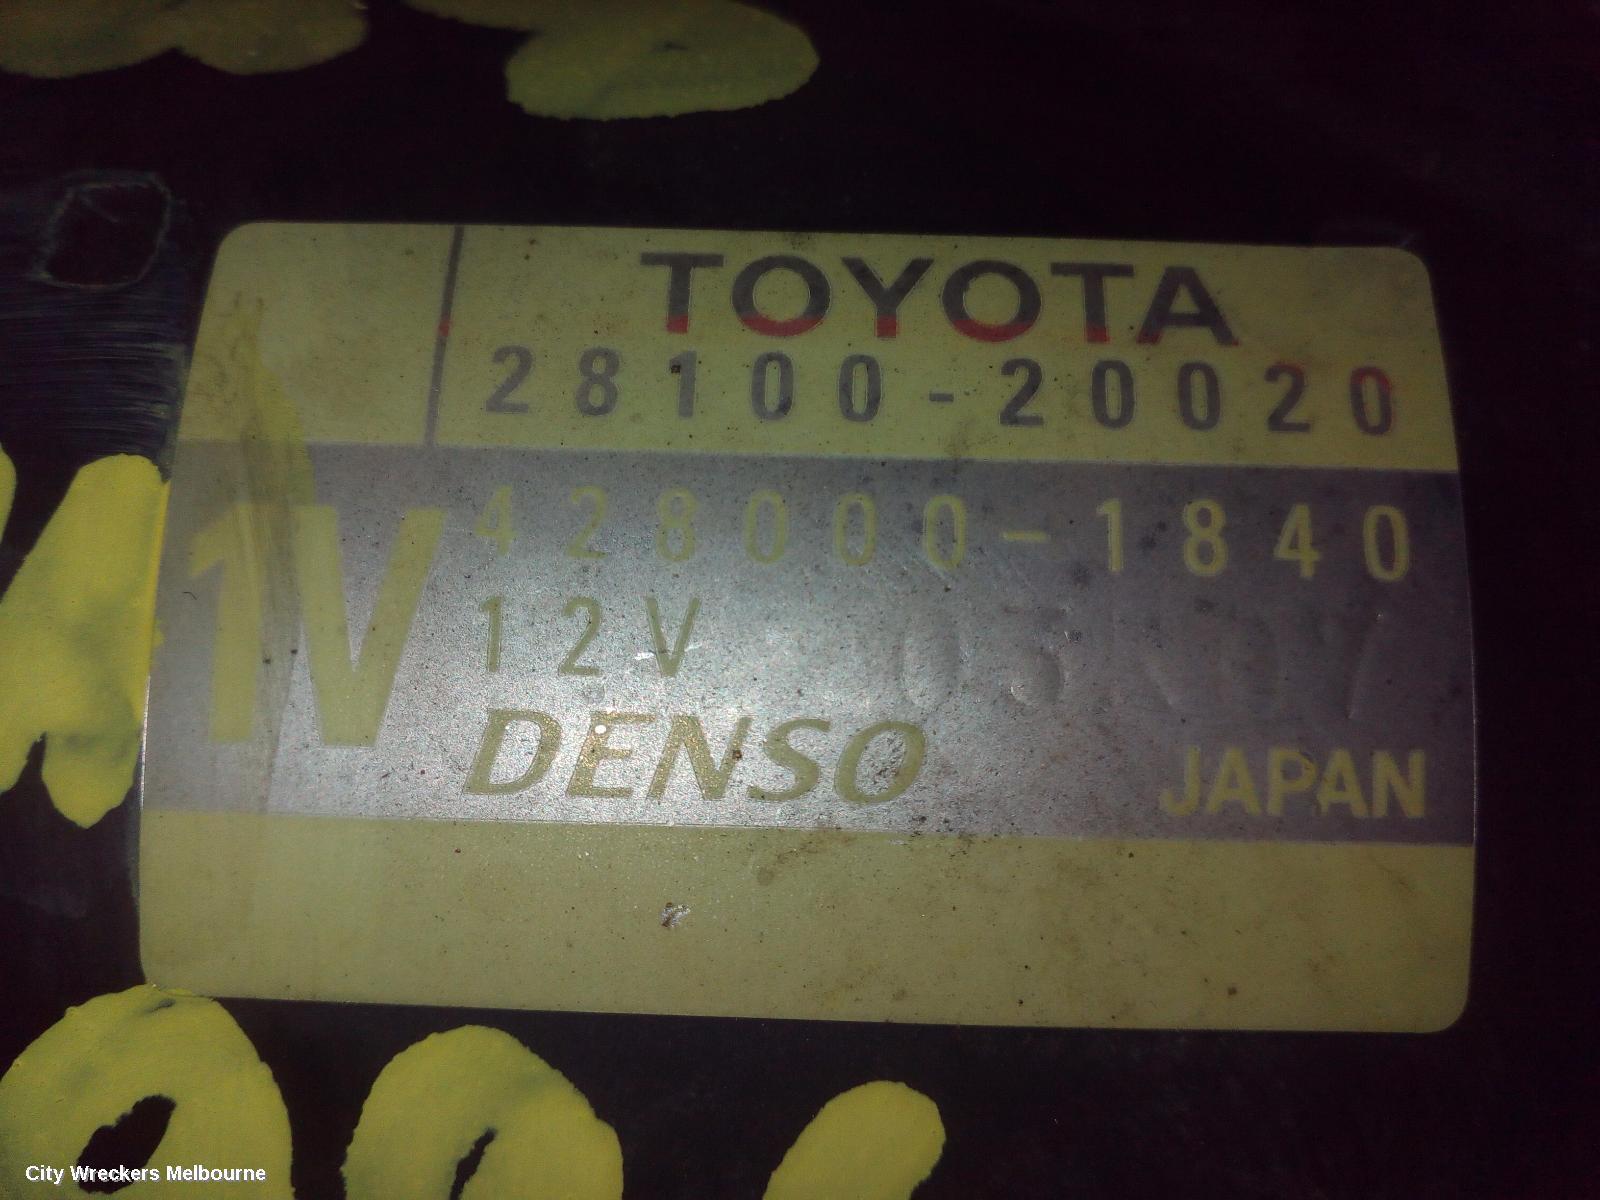 TOYOTA
28100-20020
1V
428000-1840
12V
DENSO
JAPAN
City Wreckers Melbourne